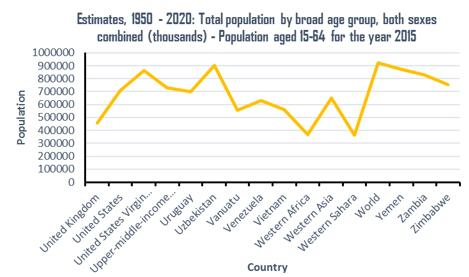 Estimates, 1950 - 2020: Total population by broad age group, both sexes
combined (thousands) - Population aged 15-64 for the year 2015
1000000
900000
800000
700000
600000
500000
400000
300000
200000
100000
0
Population
United Kingdom
United States
United States Virgin...
Upper-middle-income...
Uruguay
Uzbekistan
Vanuatu
Venezuela
Vietnam
Western Africa
Western Asia
Western Sahara
World
Yemen
Zambia
Zimbabwe
Country